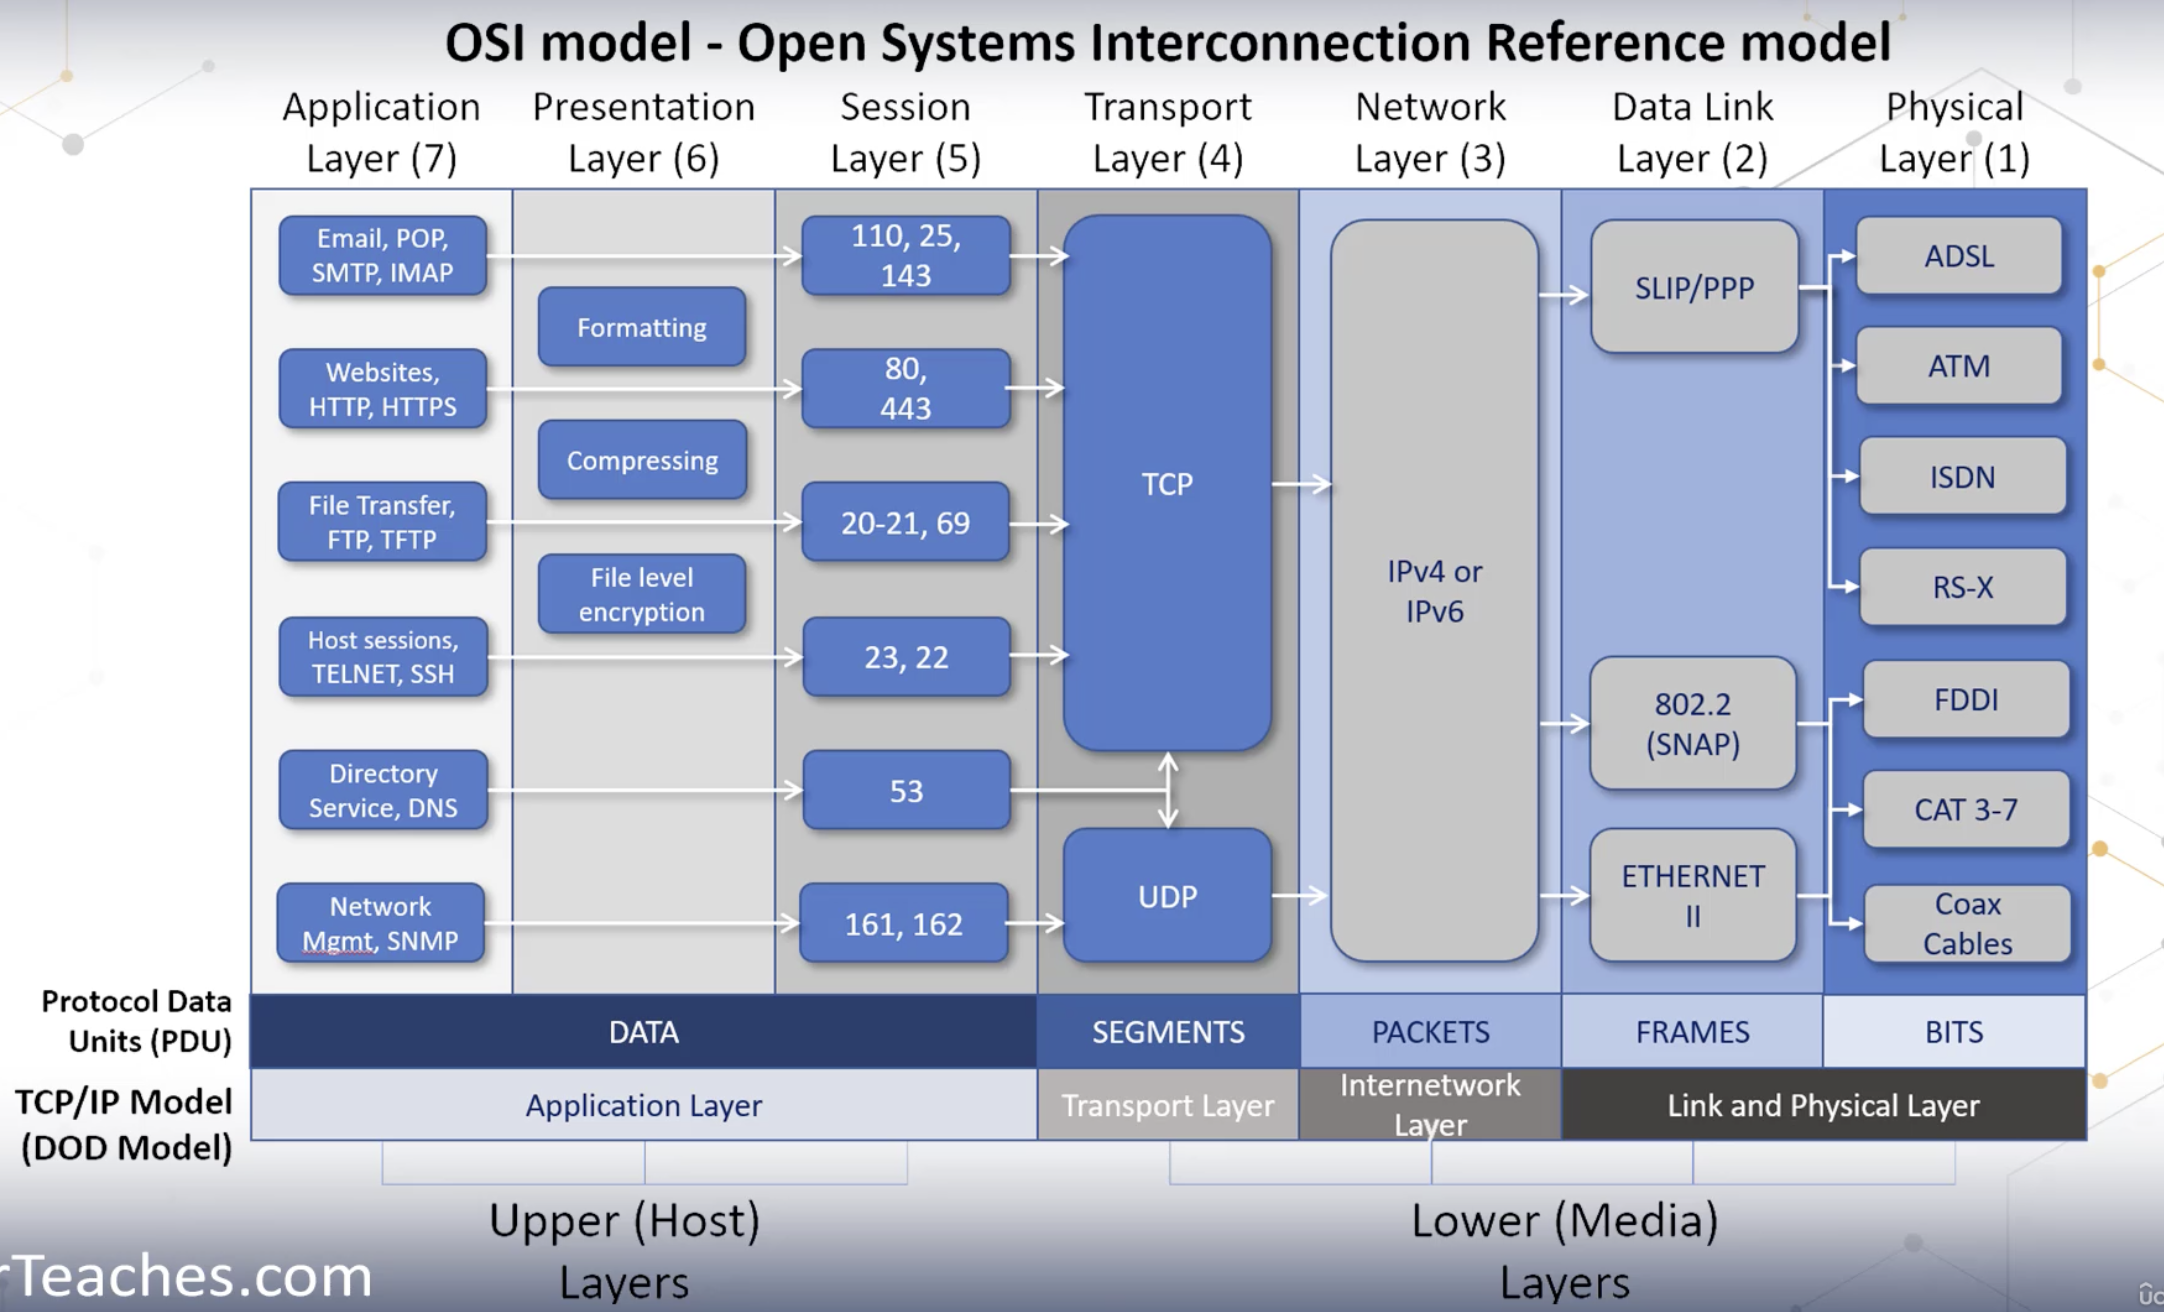 OSI model - Open Systems Interconnection Reference model
Application
Layer (7)
Presentation
Layer (6)
Session
Layer (5)
Transport
Layer (4)
Network
Layer (3)
Data Link
Layer (2)
Physical
Layer (1)
Email, POP,
SMTP, IMAP
Websites,
HTTP, HTTPS
File Transfer,
FTP, TFTP
Host sessions,
TELNET, SSH
Directory
Service, DNS
Network
Mgmt, SNMP
Formatting
Compressing
File level
encryption
110, 25,
143
80,
443
20-21, 69
23, 22
53
161, 162
TCP
UDP
IPv4 or
IPv6
SLIP/PPP
802.2
(SNAP)
ETHERNET
II
ADSL
ATM
ISDN
RS-X
FDDI
CAT 3-7
Coax
Cables
Protocol Data
Units (PDU)
DATA
SEGMENTS
PACKETS
FRAMES
BITS
TCP/IP Model
(DOD Model)
Application Layer
Transport Layer
Internetwork
Layer
Link and Physical Layer
Upper (Host)
Layers
Lower (Media)
Layers
rTeaches.com